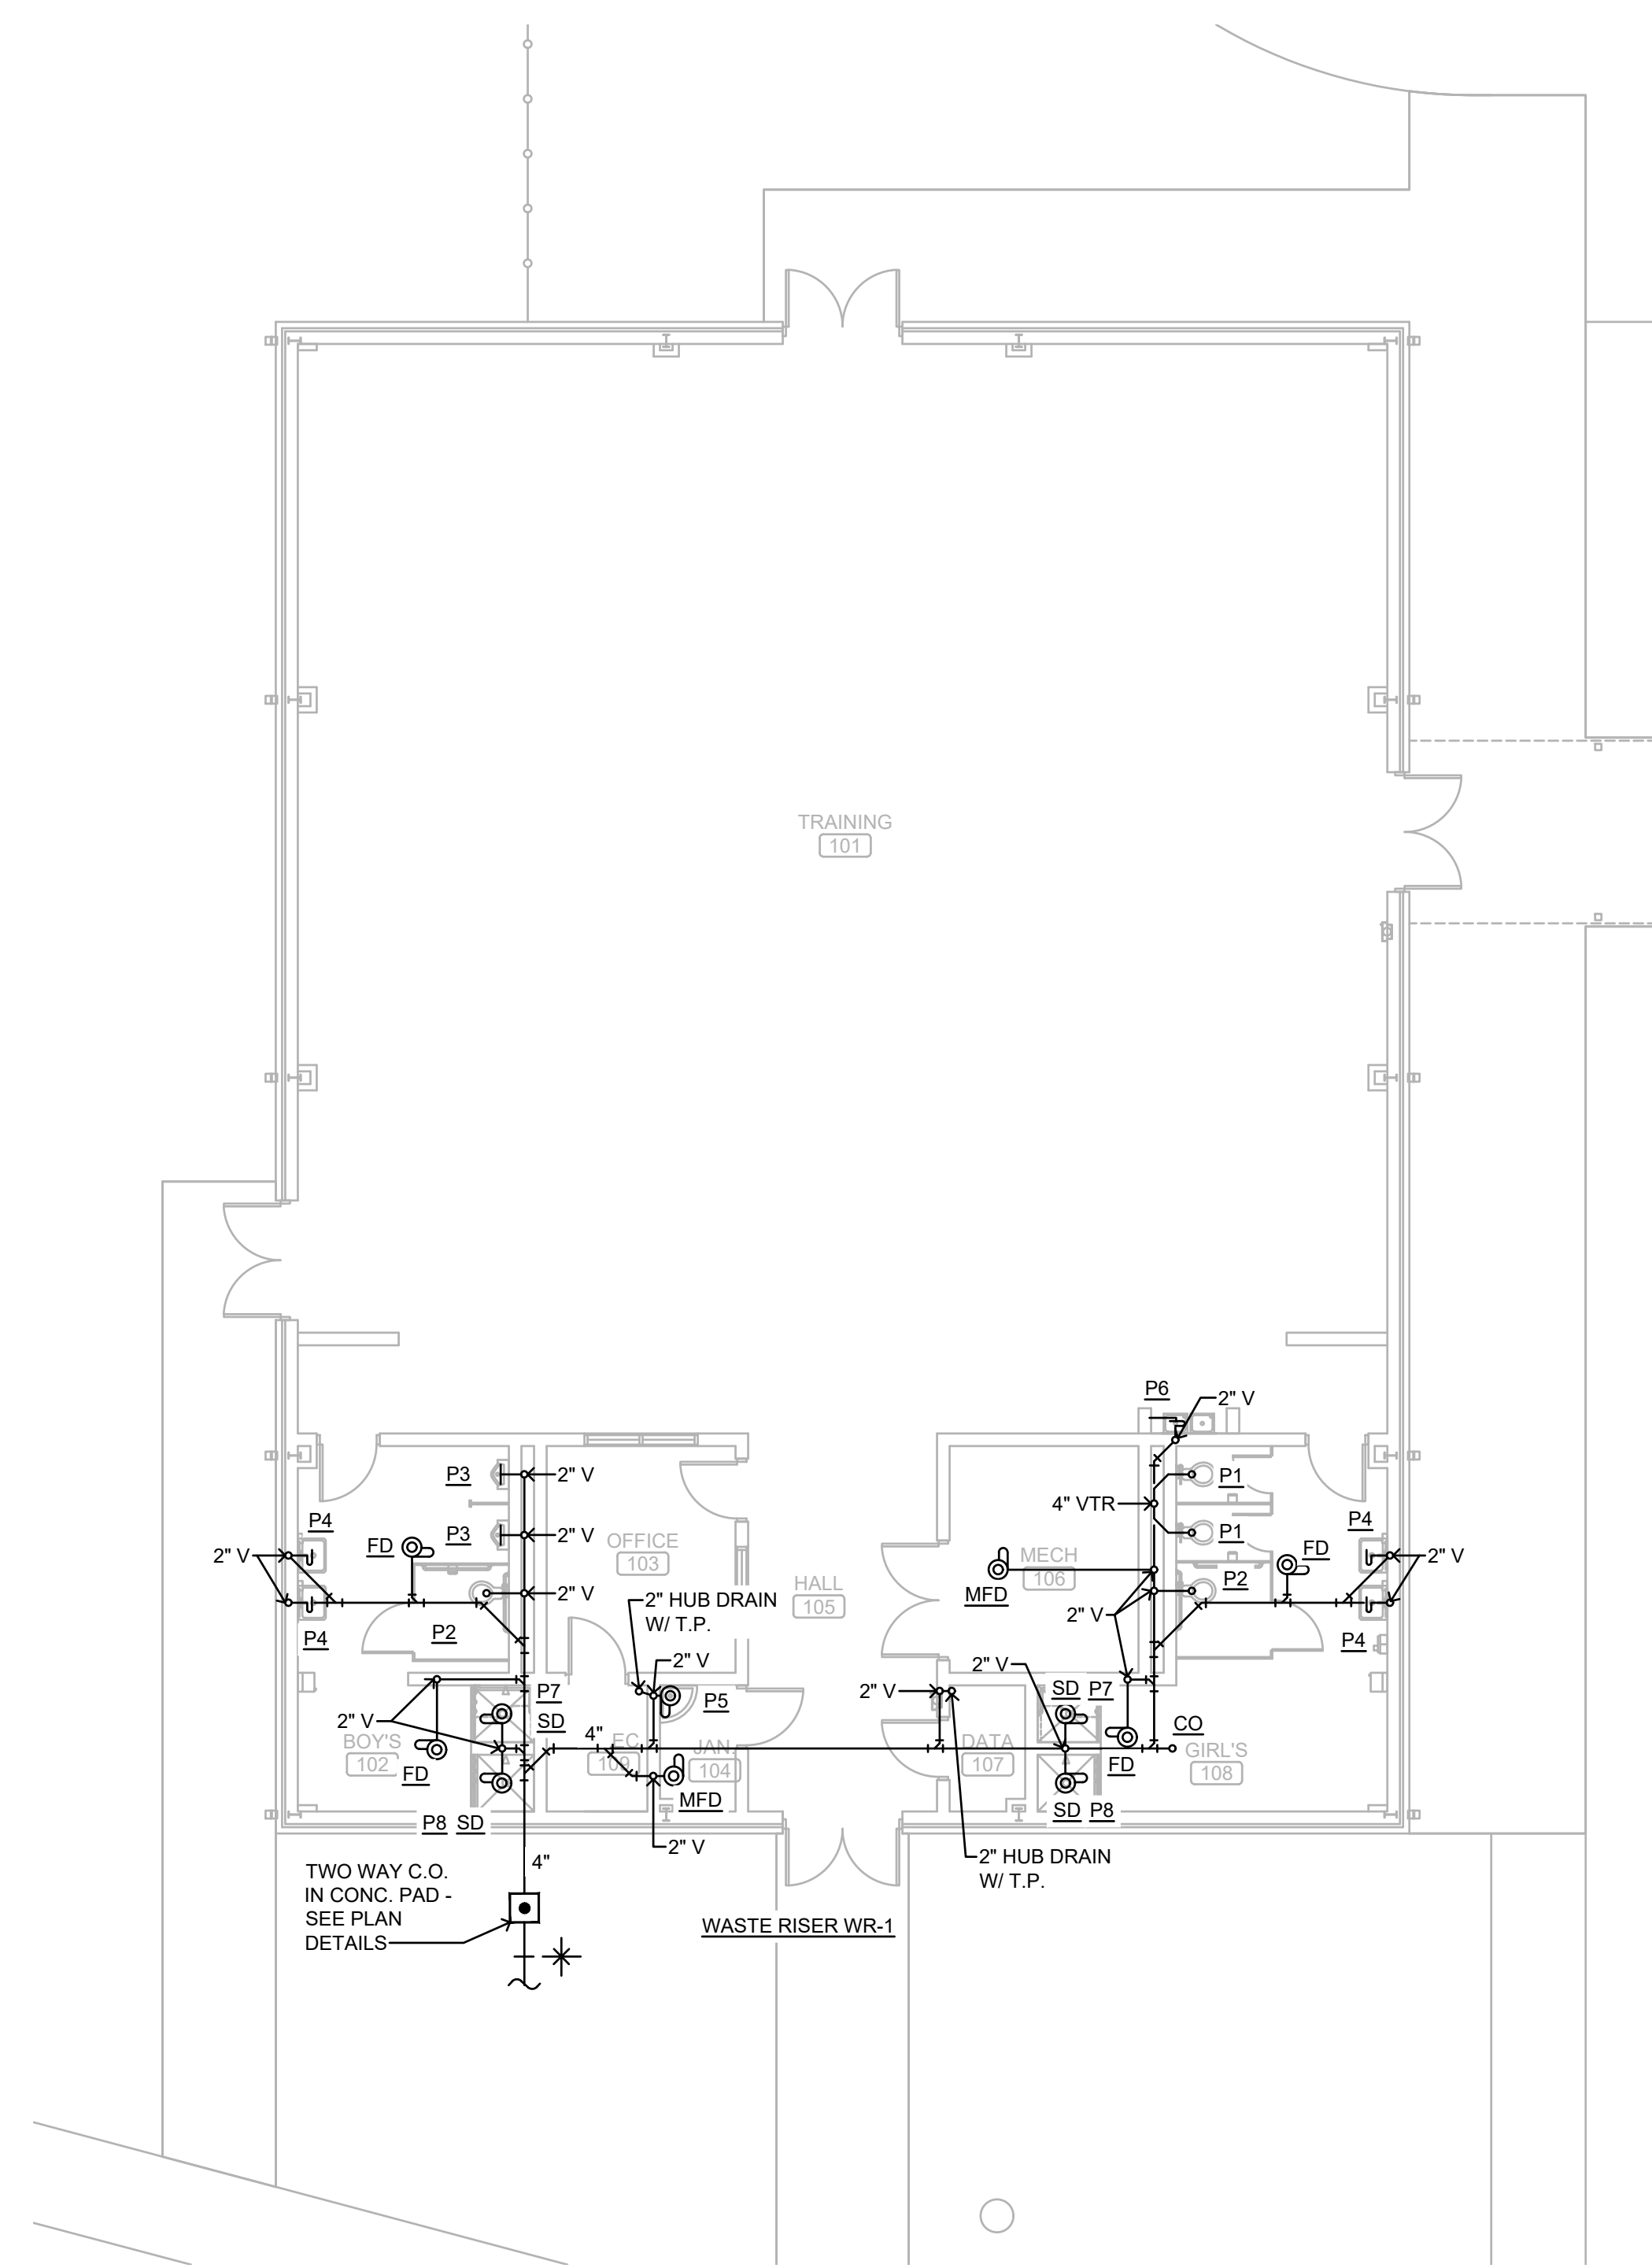 TRAINING
101
P6
2" V
P3
2" V
P1
4" VTR
P4
P3
2" V
P1
P4
FD
OFFICE
103
FD
2" V
MECH
106
2" V
HALL
105
MFD
P2
2" V
2" HUB DRAIN
W/ T.P.
2" V
P2
P4
P4
2" V
2" V
P7
P5
2" V
SD
P7
2" V
SD
4"
CO
BOY'S
102
EC
109
JAN.
104
DATA
107
GIRL'S
108
FD
FD
MFD
P8
SD
SD
P8
2" V
2" HUB DRAIN
W/ T.P.
4"
TWO WAY C.O.
IN CONC. PAD -
SEE PLAN
DETAILS
WASTE RISER WR-1